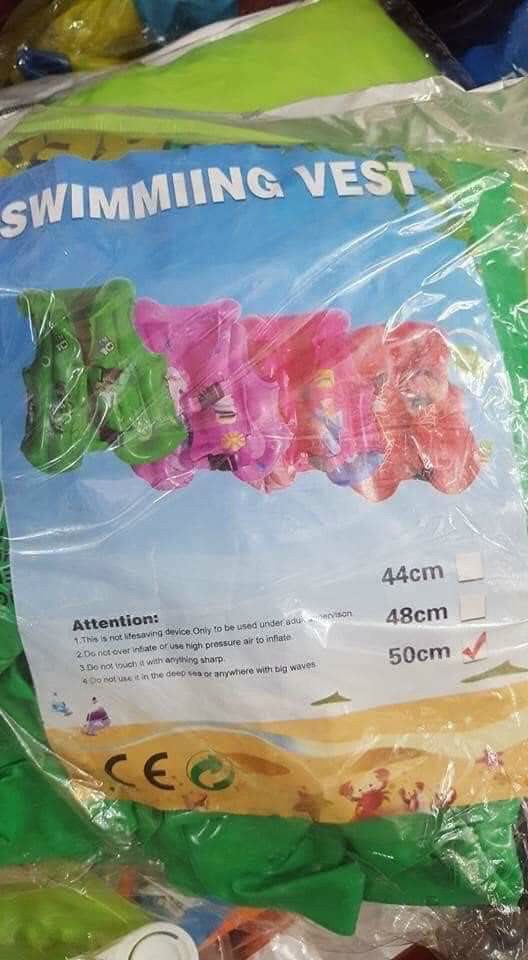 SWIMMIING VEST
44cm
48cm
50cm
Attention:
1.This is not lifesaving device.Only to be used under
2.Do not over inflate or use high pressure air to inflate.
3.Do not touch it with anything sharp.
4.Do not use it in the deep sea or anywhere with big waves
CE